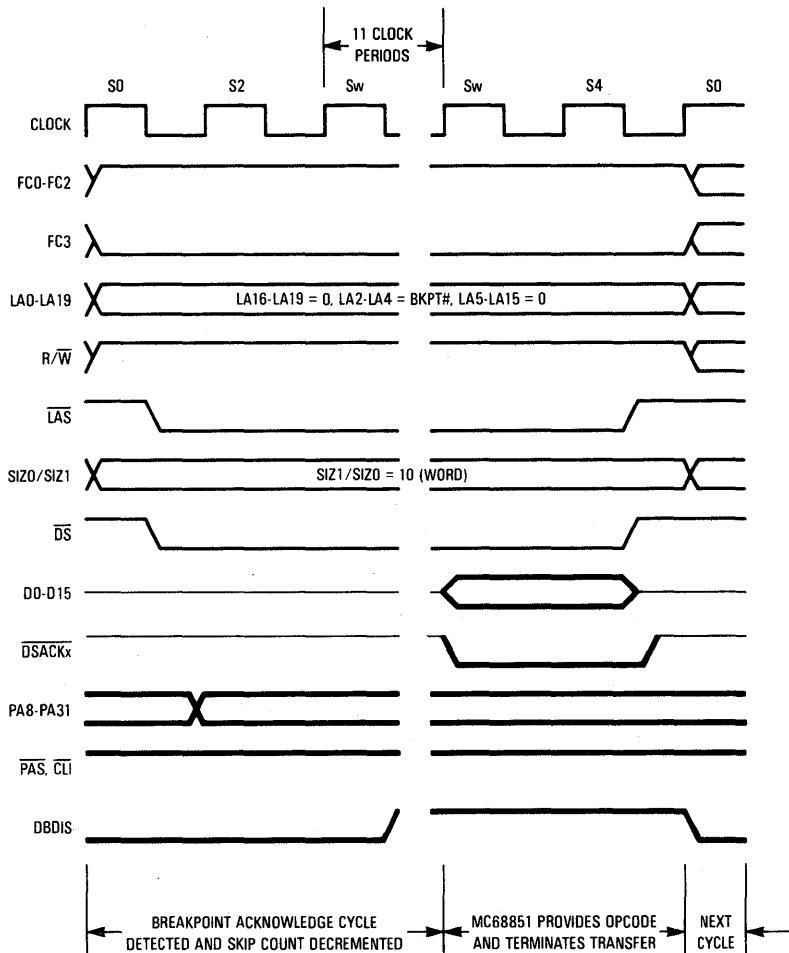 11 CLOCK
PERIODS
S0 S2 Sw Sw S4 S0
CLOCK
FC0-FC2
FC3
LA0-LA19 LA16-LA19 = 0, LA2-LA4 = BKPT#, LA5-LA15 = 0
R/W
LAS
SIZ0/SIZ1 SIZ1/SIZ0 = 10 (WORD)
DS
D0-D15
DSACKx
PA8-PA31
PAS, CLI
DBDIS
BREAKPOINT ACKNOWLEDGE CYCLE
DETECTED AND SKIP COUNT DECREMENTED
MC68851 PROVIDES OPCODE
AND TERMINATES TRANSFER
NEXT
CYCLE